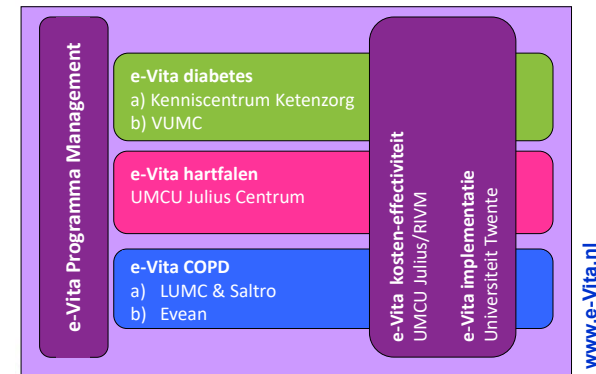 e-Vita Programma Management
e-Vita diabetes
a) Kenniscentrum Ketenzorg
b) VUMC
e-Vita hartfalen
UMCU Julius Centrum
e-Vita COPD
a) LUMC & Saltro
b) Evean
e-Vita kosten-effectiviteit
UMCU Julius/RIVM
e-Vita implementatie
Universiteit Twente
www.e-Vita.nl